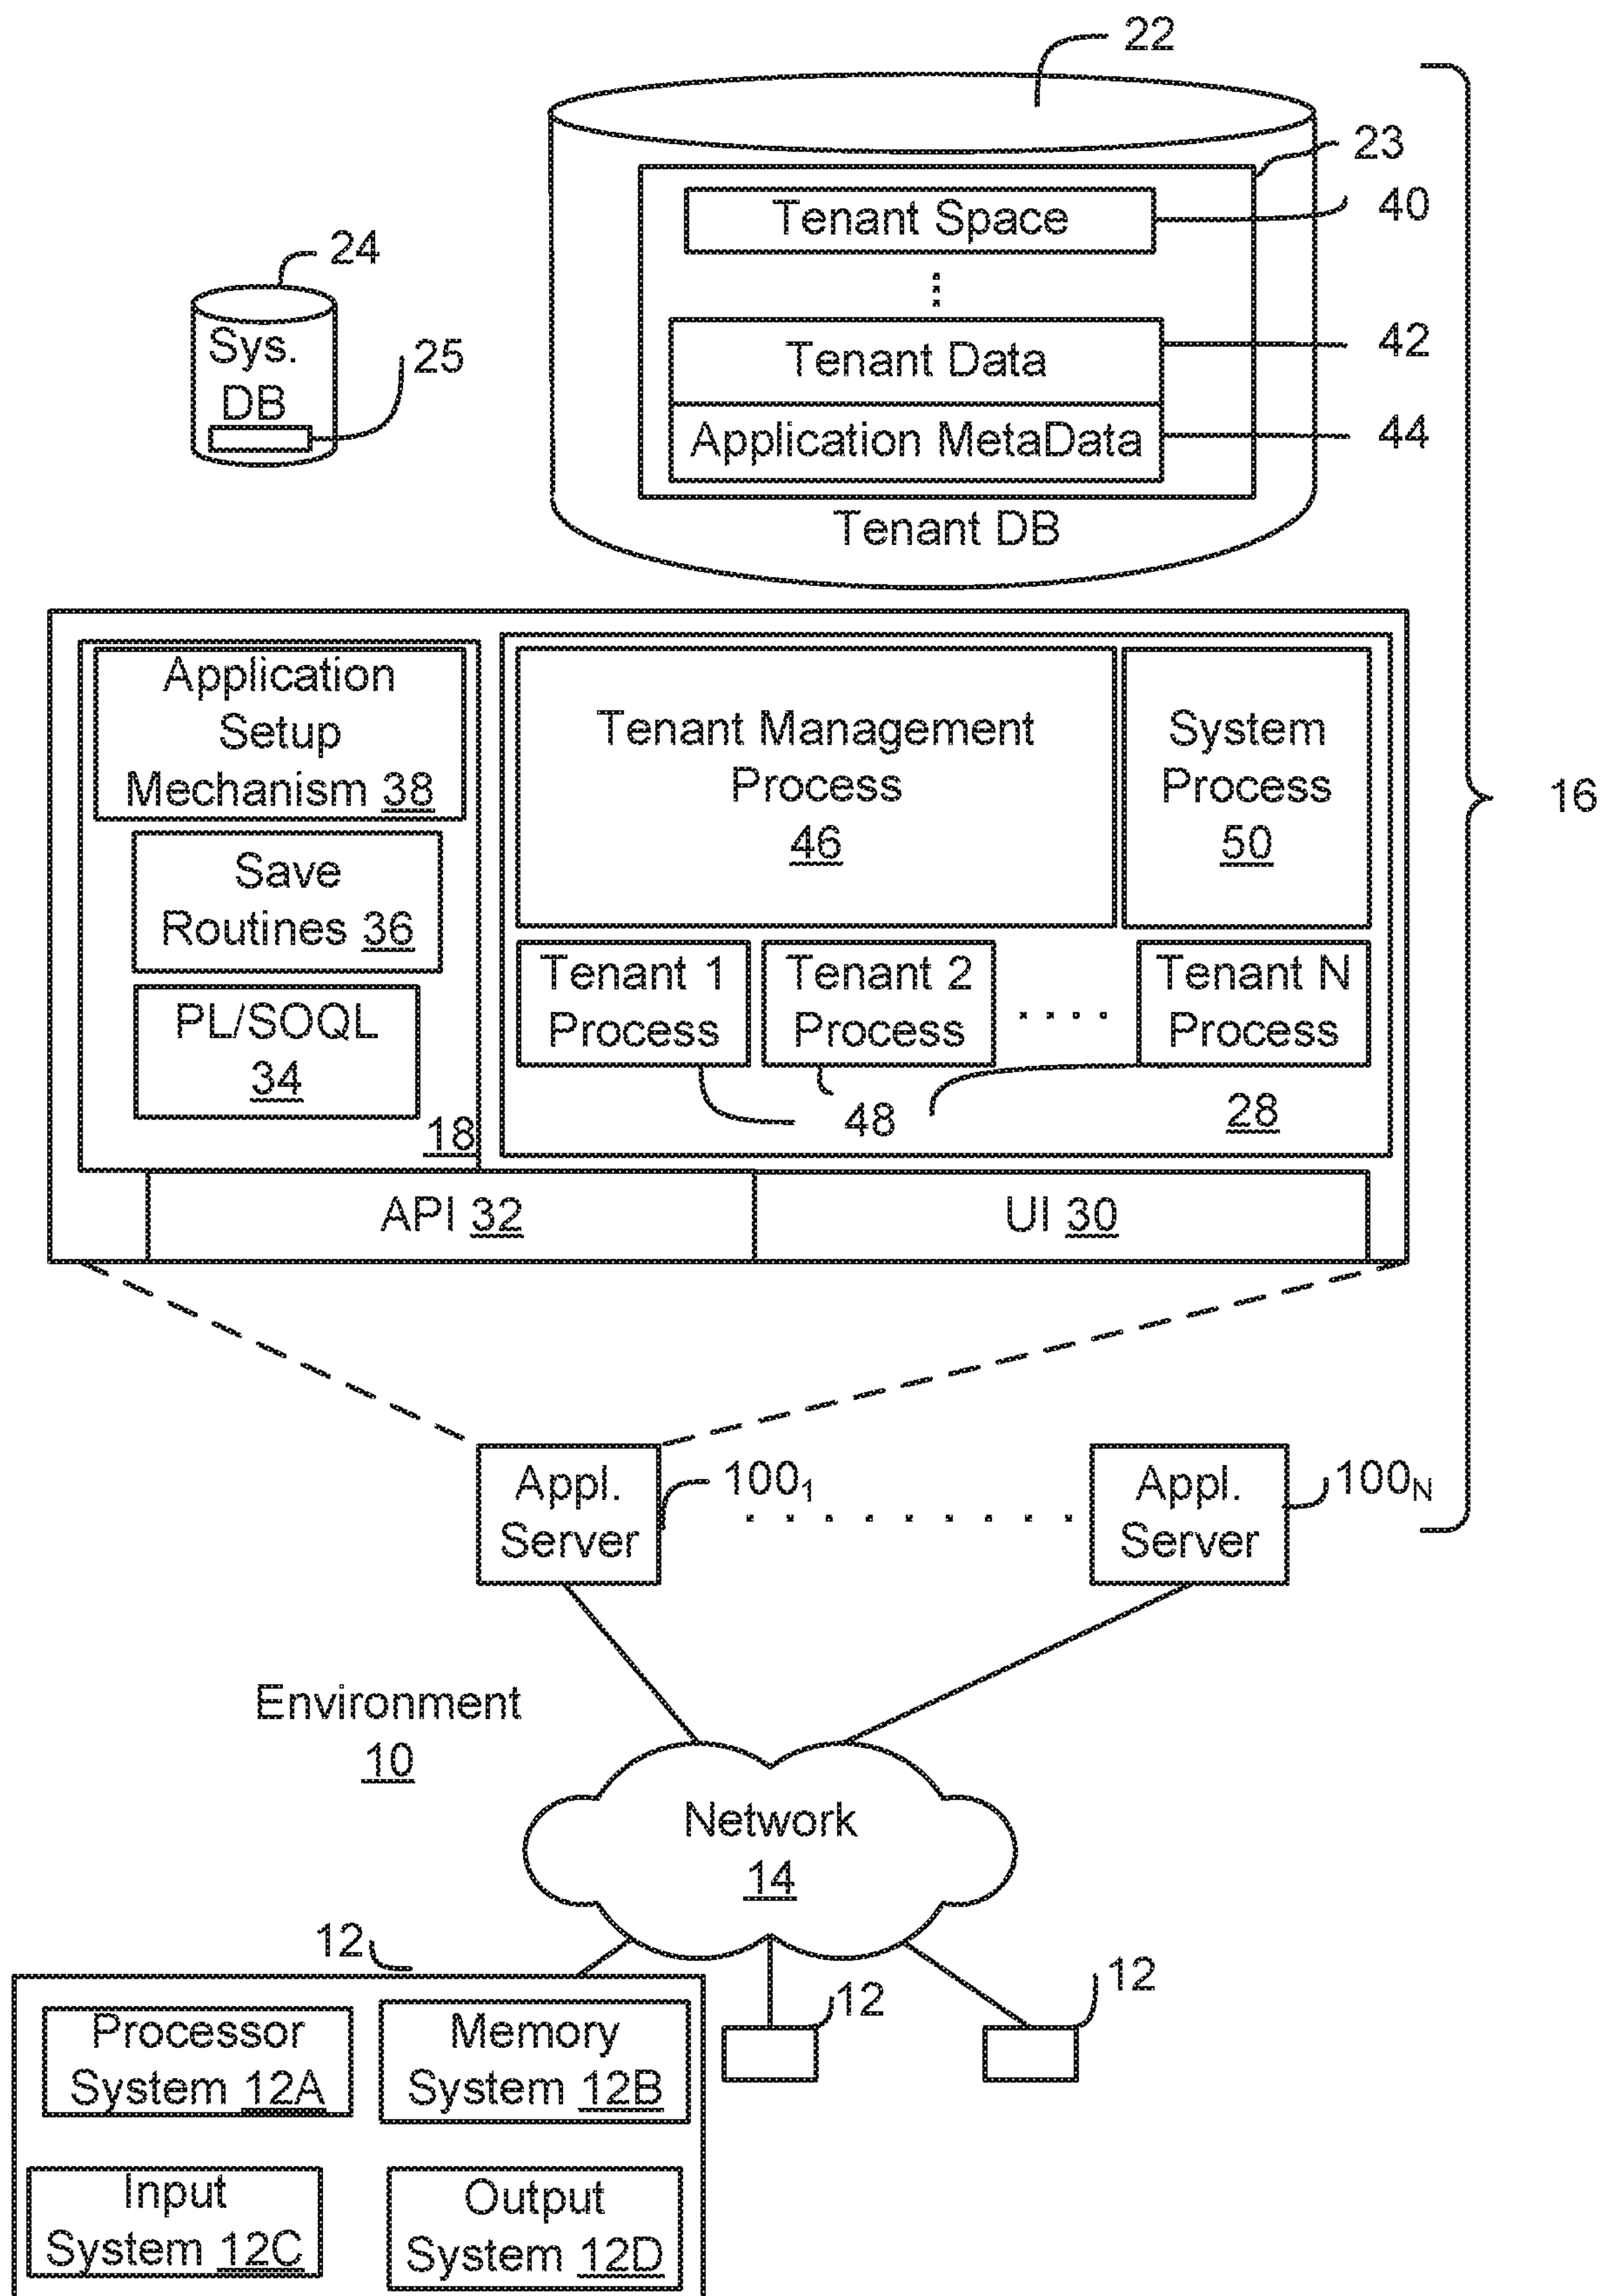 22
23
Tenant Space
40
24
Sys.
DB
25
Tenant Data
42
Application MetaData
44
Tenant DB
Application
Setup
Mechanism 38
Tenant Management
Process
46
System
Process
50
16
Save
Routines 36
Tenant 1
Process
Tenant 2
Process
Tenant N
Process
PL/SOQL
34
18
48
28
API 32
UI 30
Appl.
Server
100₁
Appl.
Server
100N
Environment
10
Network
14
12
12
12
Processor
System 12A
Memory
System 12B
Input
System 12C
Output
System 12D